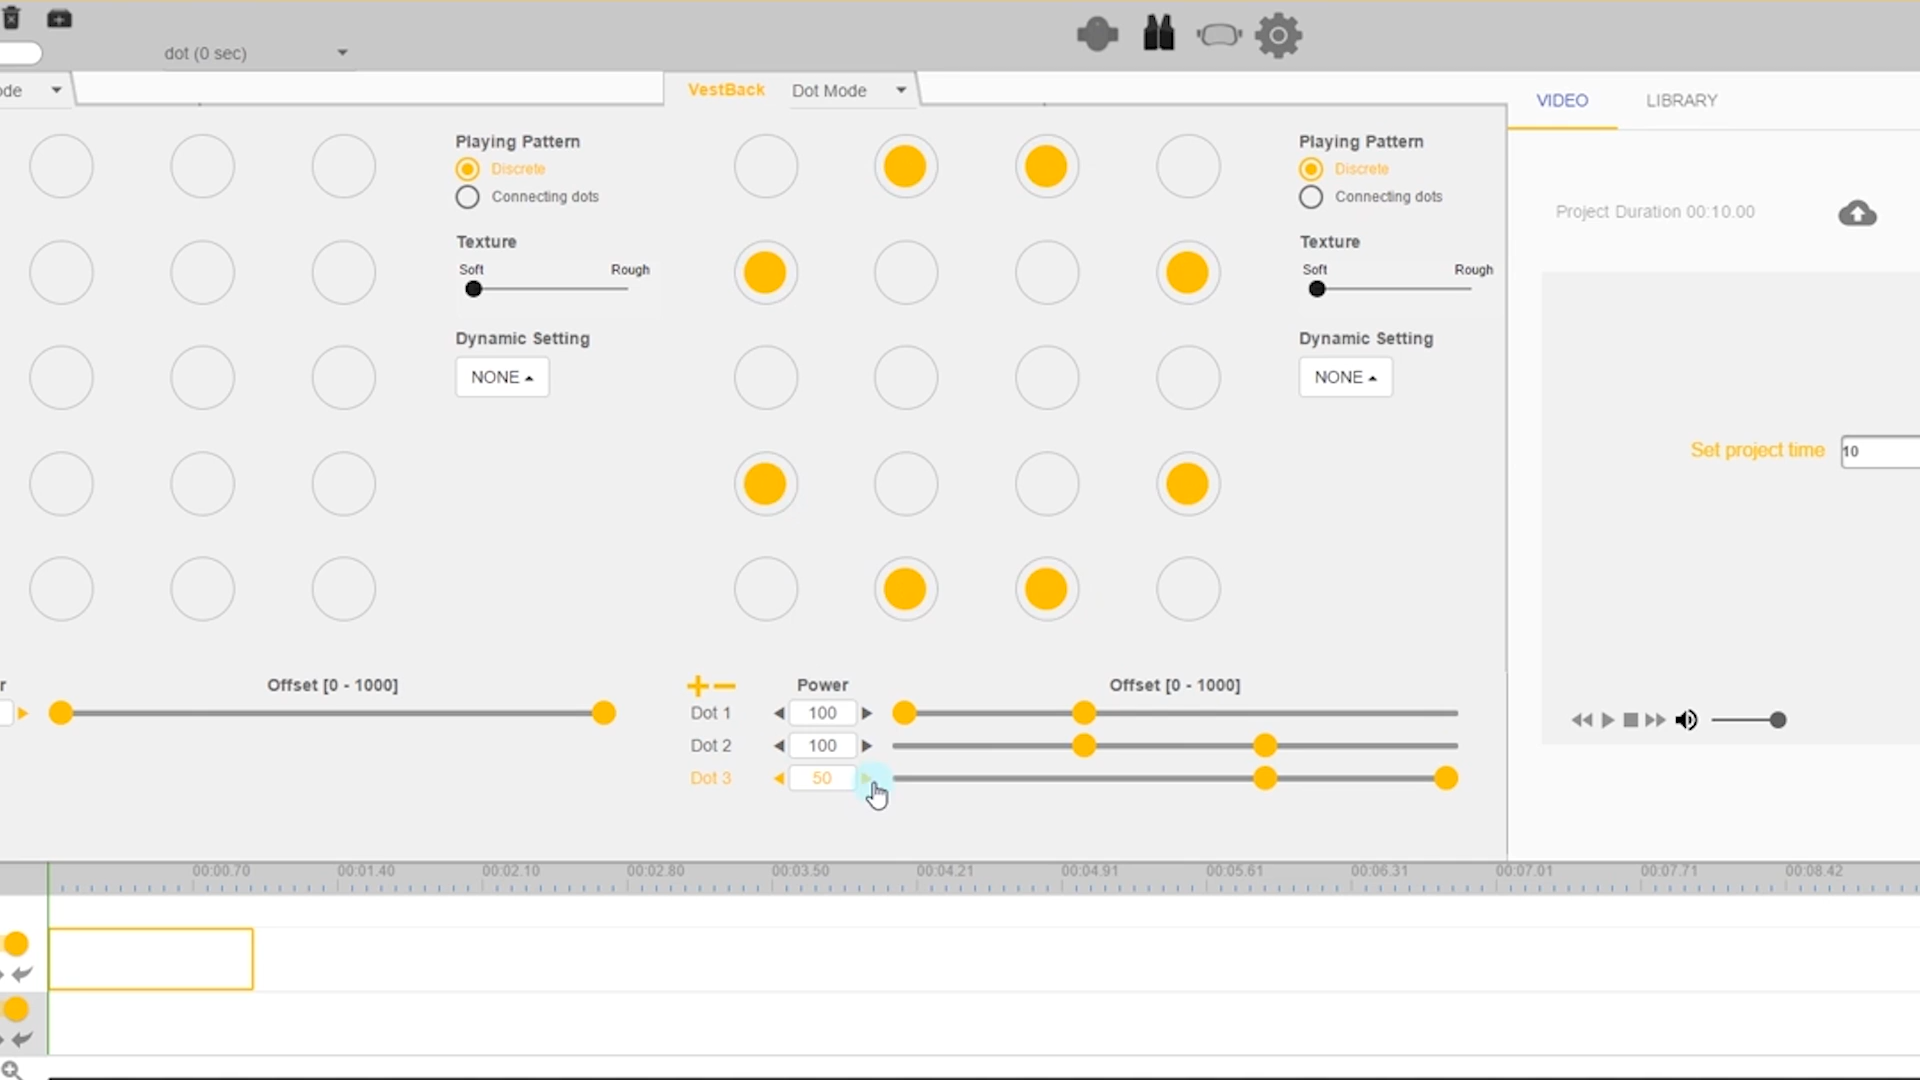 dot (0 sec)
ode
VestBack Dot Mode
VIDEO LIBRARY
Playing Pattern
Discrete
Connecting dots
Texture
Soft Rough
Dynamic Setting
NONE
Playing Pattern
Discrete
Connecting dots
Texture
Soft Rough
Dynamic Setting
NONE
Project Duration 00:10.00
Set project time 10
r Offset [0 - 1000]
Power Offset [0 - 1000]
Dot 1 100
Dot 2 100
Dot 3 50
00:00.70 00:01.40 00:02.10 00:02.80 00:03.50 00:04.21 00:04.91 00:05.61 00:06.31 00:07.01 00:07.71 00:08.42